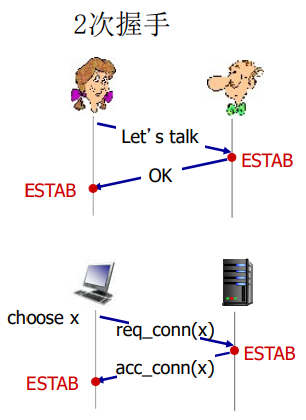 2次握手
Let’s talk
ESTAB
OK
ESTAB
choose x
req_conn(x)
ESTAB
acc_conn(x)
ESTAB